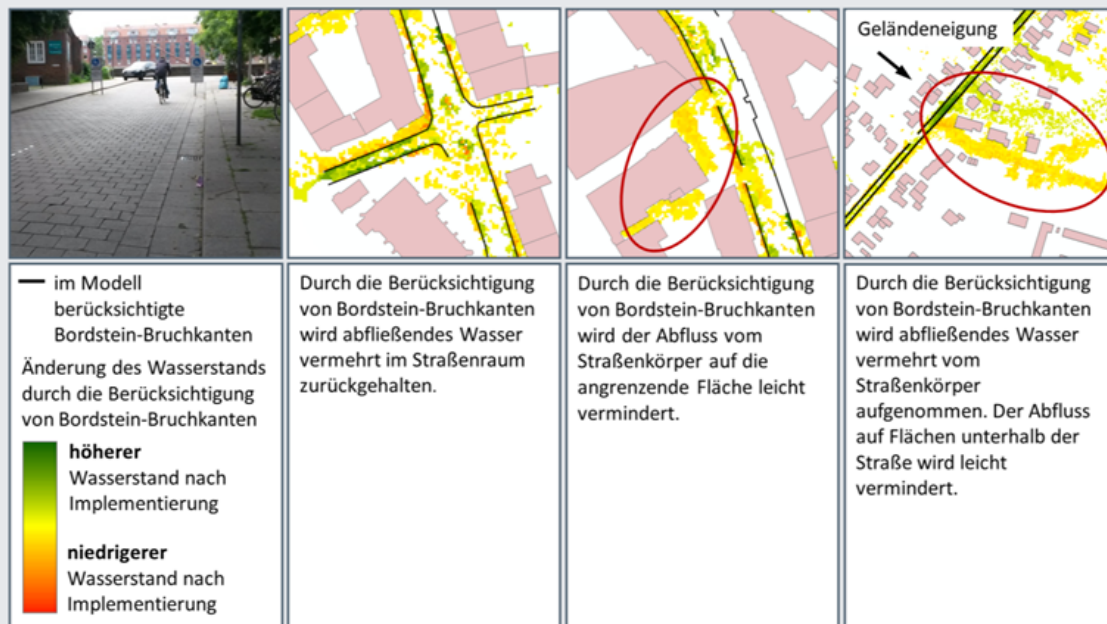 Geländeneigung
im Modell
berücksichtigte
Bordstein-Bruchkanten
Änderung des Wasserstands
durch die Berücksichtigung
von Bordstein-Bruchkanten
höherer
Wasserstand nach
Implementierung
niedrigerer
Wasserstand nach
Implementierung
Durch die Berücksichtigung
von Bordstein-Bruchkanten
wird abfließendes Wasser
vermehrt im Straßenraum
zurückgehalten.
Durch die Berücksichtigung
von Bordstein-Bruchkanten
wird der Abfluss vom
Straßenkörper auf die
angrenzende Fläche leicht
vermindert.
Durch die Berücksichtigung
von Bordstein-Bruchkanten
wird abfließendes Wasser
vermehrt vom
Straßenkörper
aufgenommen. Der Abfluss
auf Flächen unterhalb der
Straße wird leicht
vermindert.